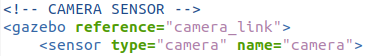 <!-- CAMERA SENSOR -->
<gazebo reference="camera_link">
    <sensor type="camera" name="camera">